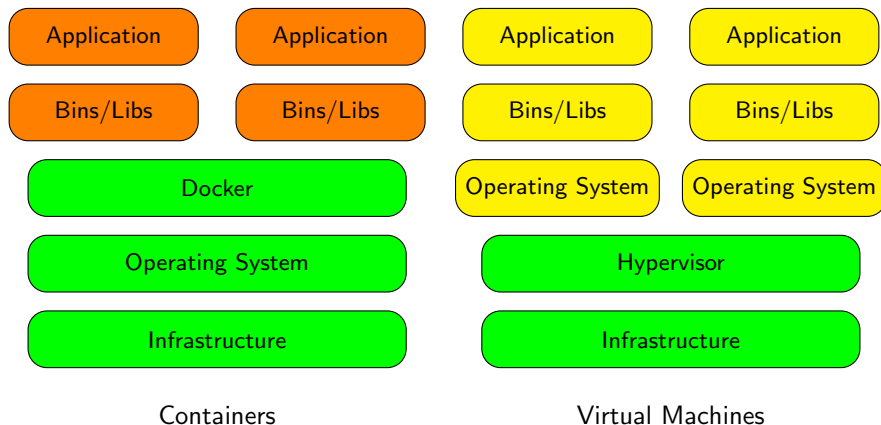 Application Application Application Application
Bins/Libs Bins/Libs Bins/Libs Bins/Libs
Docker Operating System Operating System
Operating System Hypervisor
Infrastructure Infrastructure
Containers Virtual Machines